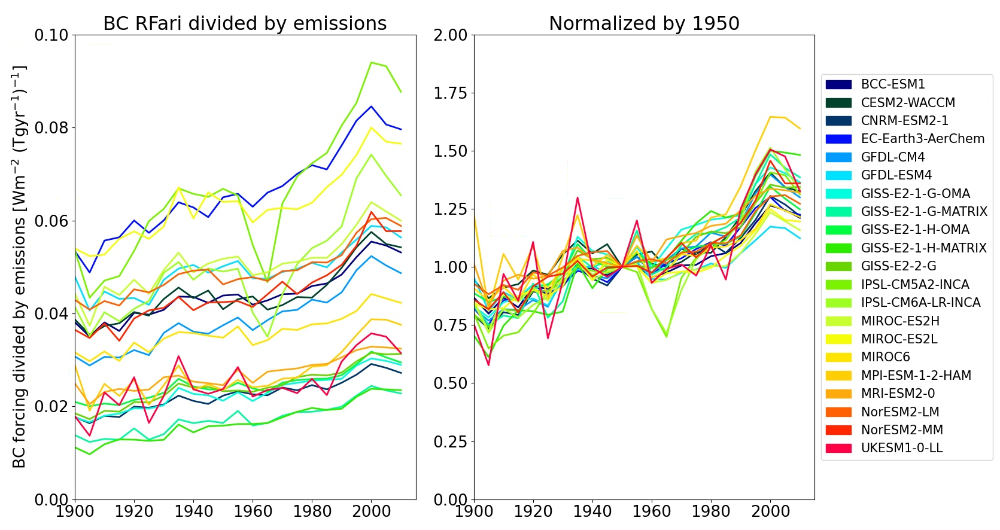 BC RFari divided by emissions
Normalized by 1950
BC forcing divided by emissions [Wm⁻² (Tgyr⁻¹)⁻¹]
0.10
0.08
0.06
0.04
0.02
0.00
1900 1920 1940 1960 1980 2000
2.00
1.75
1.50
1.25
1.00
0.75
0.50
0.25
0.00
1900 1920 1940 1960 1980 2000
BCC-ESM1
CESM2-WACCM
CNRM-ESM2-1
EC-Earth3-AerChem
GFDL-CM4
GFDL-ESM4
GISS-E2-1-G-OMA
GISS-E2-1-G-MATRIX
GISS-E2-1-H-OMA
GISS-E2-1-H-MATRIX
GISS-E2-2-G
IPSL-CM5A2-INCA
IPSL-CM6A-LR-INCA
MIROC-ES2H
MIROC-ES2L
MIROC6
MPI-ESM-1-2-HAM
MRI-ESM2-0
NorESM2-LM
NorESM2-MM
UKESM1-0-LL